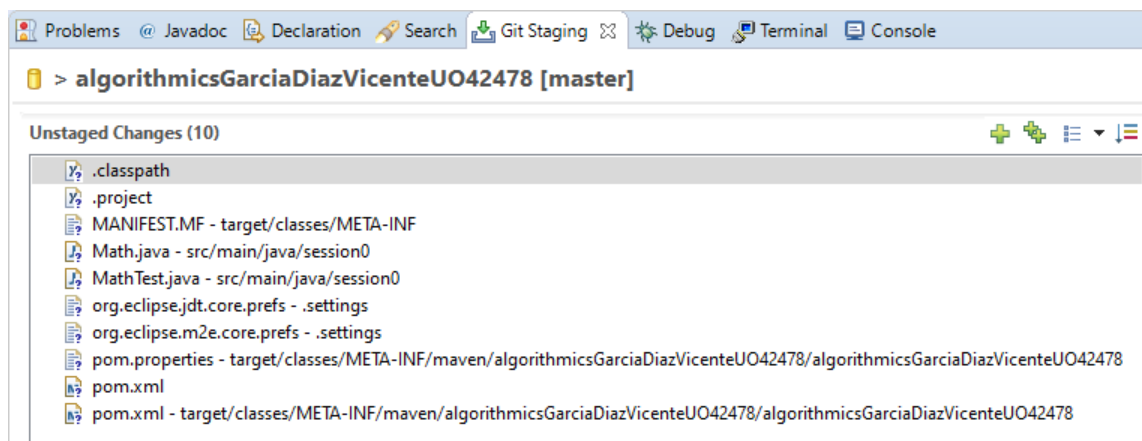 Problems @ Javadoc Declaration Search Git Staging Debug Terminal Console
> algorithmicsGarciaDiazVicenteUO42478 [master]
Unstaged Changes (10)
.classpath
.project
MANIFEST.MF - target/classes/META-INF
Math.java - src/main/java/session0
MathTest.java - src/main/java/session0
org.eclipse.jdt.core.prefs - .settings
org.eclipse.m2e.core.prefs - .settings
pom.properties - target/classes/META-INF/maven/algorithmicsGarciaDiazVicenteUO42478/algorithmicsGarciaDiazVicenteUO42478
pom.xml
pom.xml - target/classes/META-INF/maven/algorithmicsGarciaDiazVicenteUO42478/algorithmicsGarciaDiazVicenteUO42478